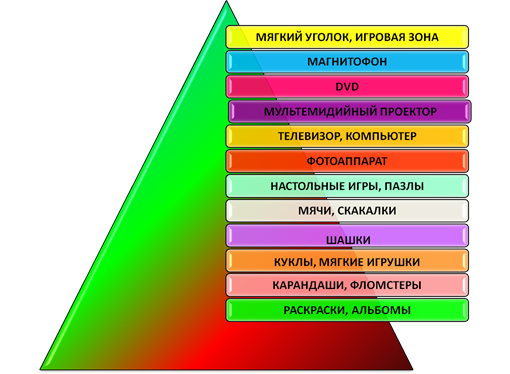 МЯГКИЙ УГОЛОК, ИГРОВАЯ ЗОНА
МАГНИТОФОН
DVD
МУЛЬТЕМИДИЙНЫЙ ПРОЕКТОР
ТЕЛЕВИЗОР, КОМПЬЮТЕР
ФОТОАППАРАТ
НАСТОЛЬНЫЕ ИГРЫ, ПАЗЛЫ
МЯЧИ, СКАКАЛКИ
ШАШКИ
КУКЛЫ, МЯГКИЕ ИГРУШКИ
КАРАНДАШИ, ФЛОМСТЕРЫ
РАСКРАСКИ, АЛЬБОМЫ